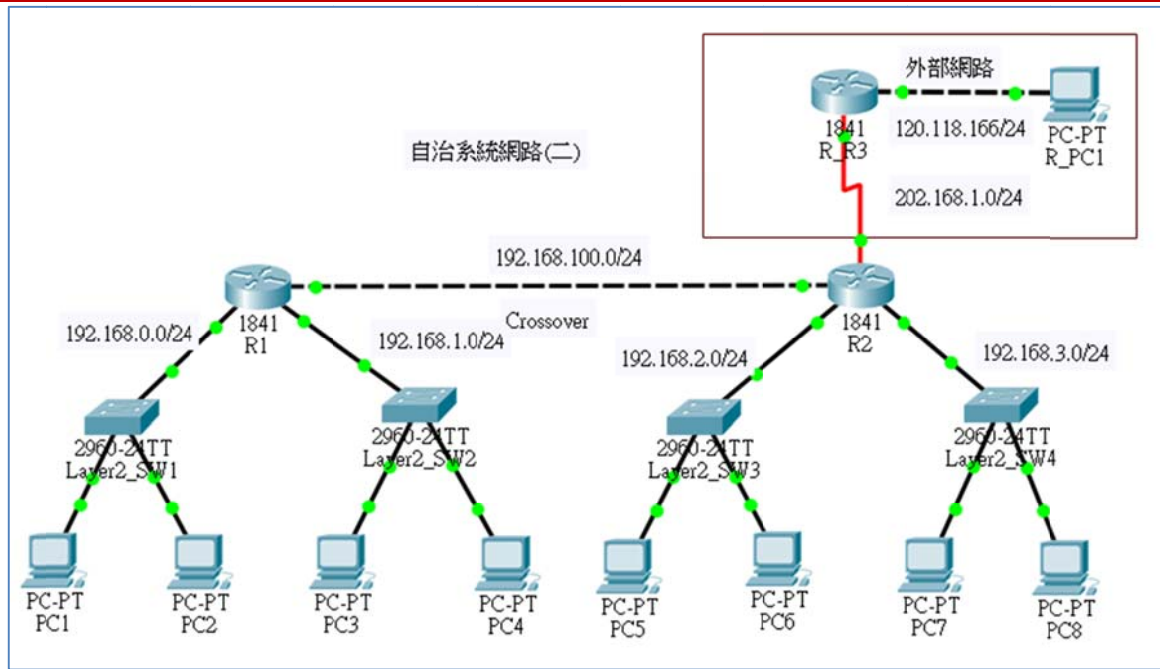 外部網路
1841
R_R3
120.118.166/24
PC-PT
R_PC1
自治系統網路(二)
202.168.1.0/24
192.168.100.0/24
Crossover
1841
R1
1841
R2
192.168.0.0/24
192.168.1.0/24
192.168.2.0/24
192.168.3.0/24
2960-24TT
Layer2_SW1
2960-24TT
Layer2_SW2
2960-24TT
Layer2_SW3
2960-24TT
Layer2_SW4
PC-PT
PC1
PC-PT
PC2
PC-PT
PC3
PC-PT
PC4
PC-PT
PC5
PC-PT
PC6
PC-PT
PC7
PC-PT
PC8